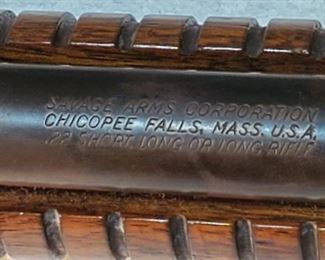 SAVAGE ARMS CORPORATION
CHICOPEE FALLS, MASS. U.S.A.
.22 SHORT, LONG OR LONG RIFLE